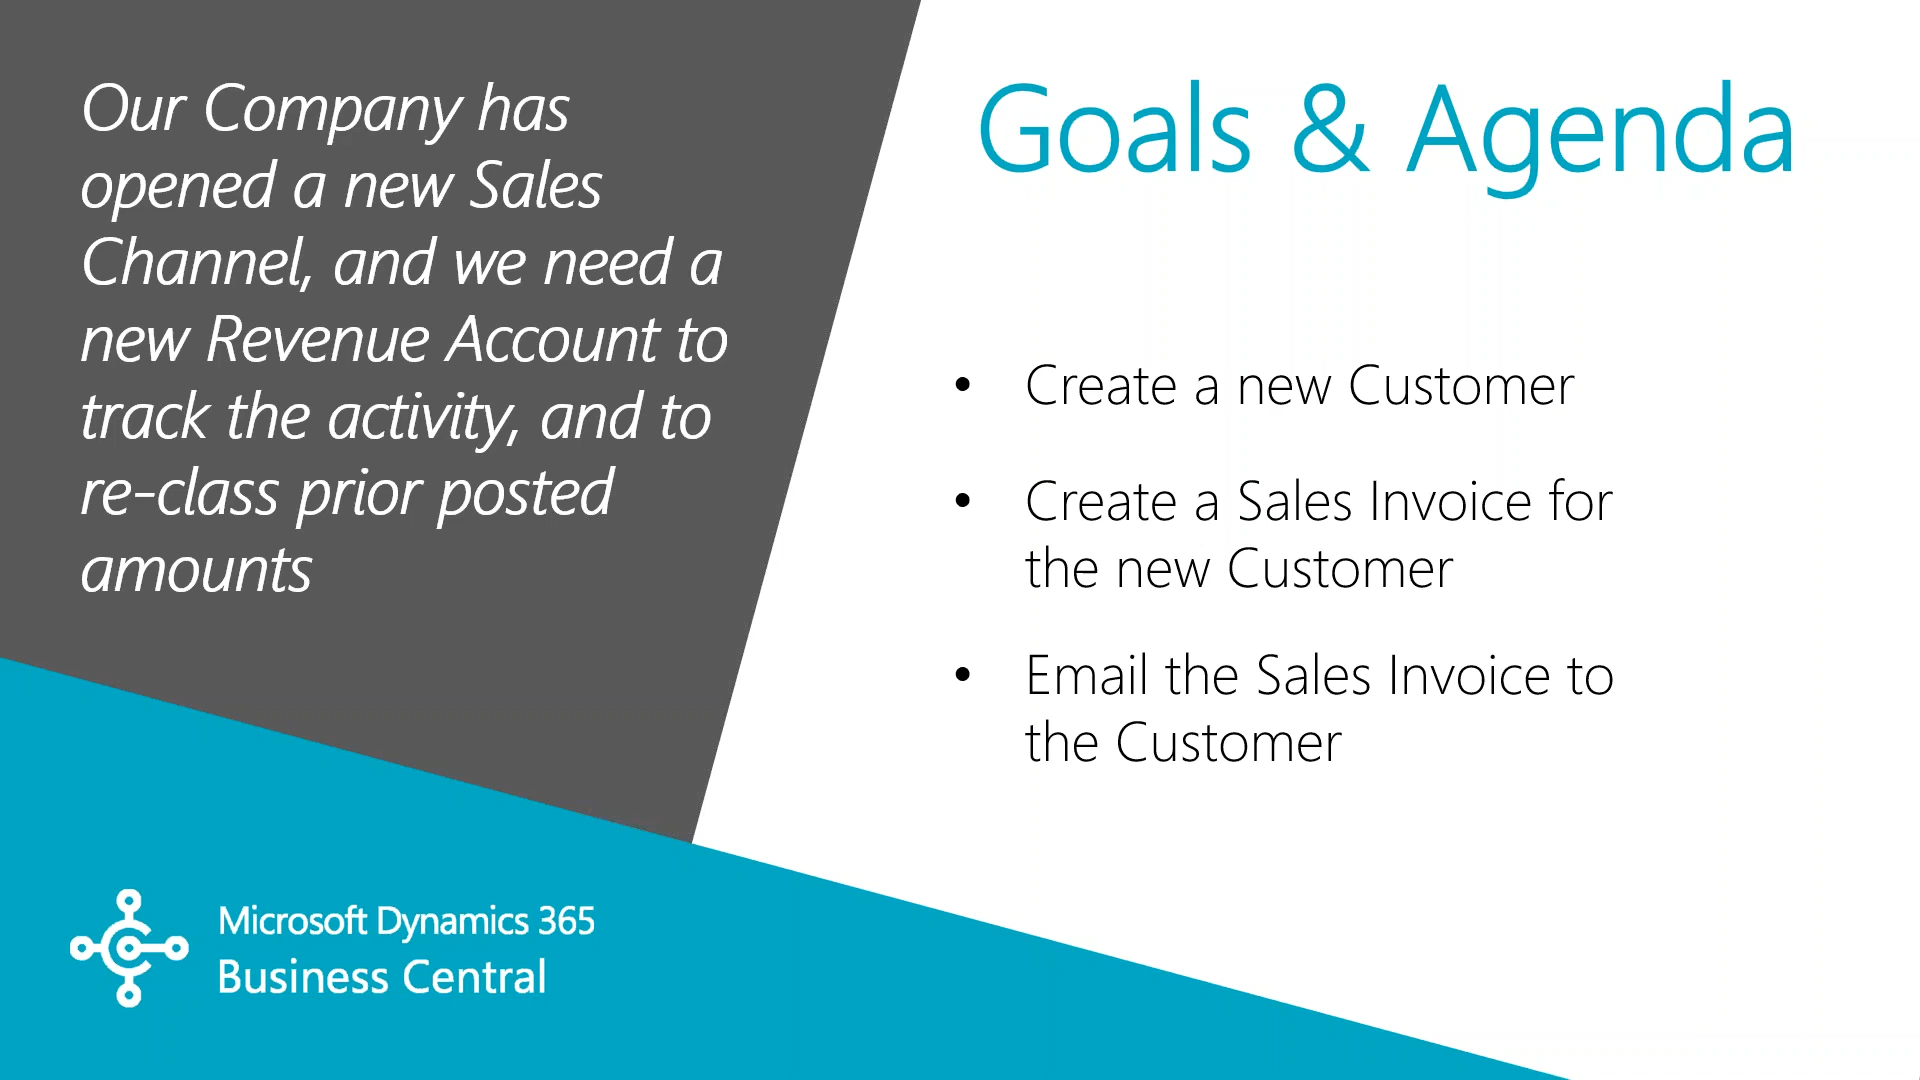 Our Company has
opened a new Sales
Channel, and we need a
new Revenue Account to
track the activity, and to
re-class prior posted
amounts
Microsoft Dynamics 365
Business Central
Goals & Agenda
• Create a new Customer
• Create a Sales Invoice for
the new Customer
• Email the Sales Invoice to
the Customer